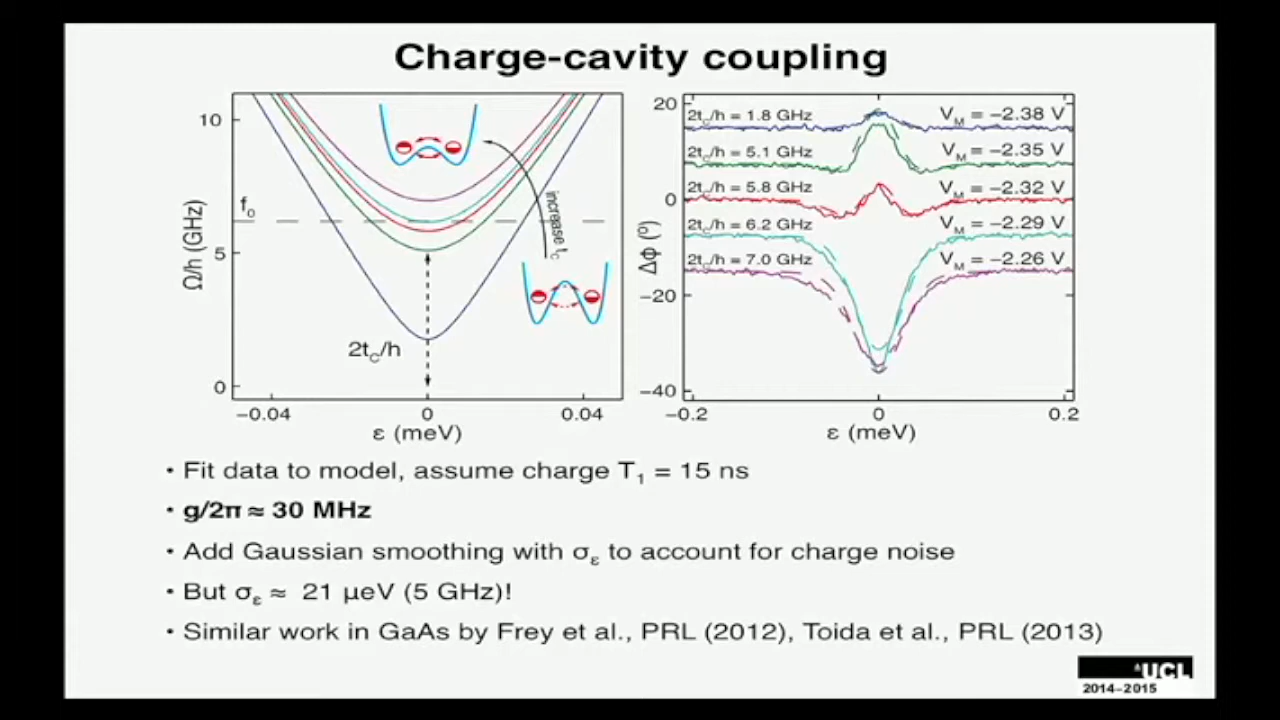 Charge-cavity coupling
10
5
0
f₀
Ω/h (GHz)
increase t_C
2t_C/h
−0.04
0
0.04
ε (meV)
20
0
−20
−40
Δϕ (º)
2t_C/h = 1.8 GHz
V_M = −2.38 V
2t_C/h = 5.1 GHz
V_M = −2.35 V
2t_C/h = 5.8 GHz
V_M = −2.32 V
2t_C/h = 6.2 GHz
V_M = −2.29 V
2t_C/h = 7.0 GHz
V_M = −2.26 V
−0.2
0
0.2
ε (meV)
• Fit data to model, assume charge T₁ = 15 ns
• g/2π ≈ 30 MHz
• Add Gaussian smoothing with σ_ε to account for charge noise
• But σ_ε ≈ 21 µeV (5 GHz)!
• Similar work in GaAs by Frey et al., PRL (2012), Toida et al., PRL (2013)
UCL
2014–2015